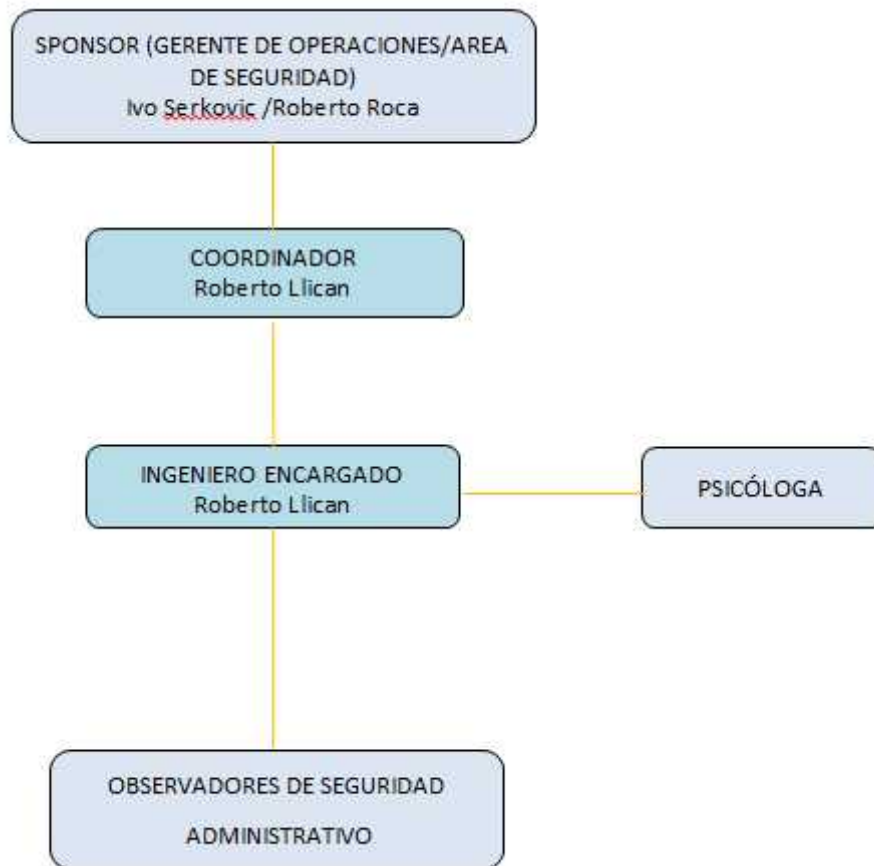 SPONSOR (GERENTE DE OPERACIONES/AREA
DE SEGURIDAD)
Ivo Serkovic /Roberto Roca
COORDINADOR
Roberto Llican
INGENIERO ENCARGADO
Roberto Llican
PSICÓLOGA
OBSERVADORES DE SEGURIDAD
ADMINISTRATIVO